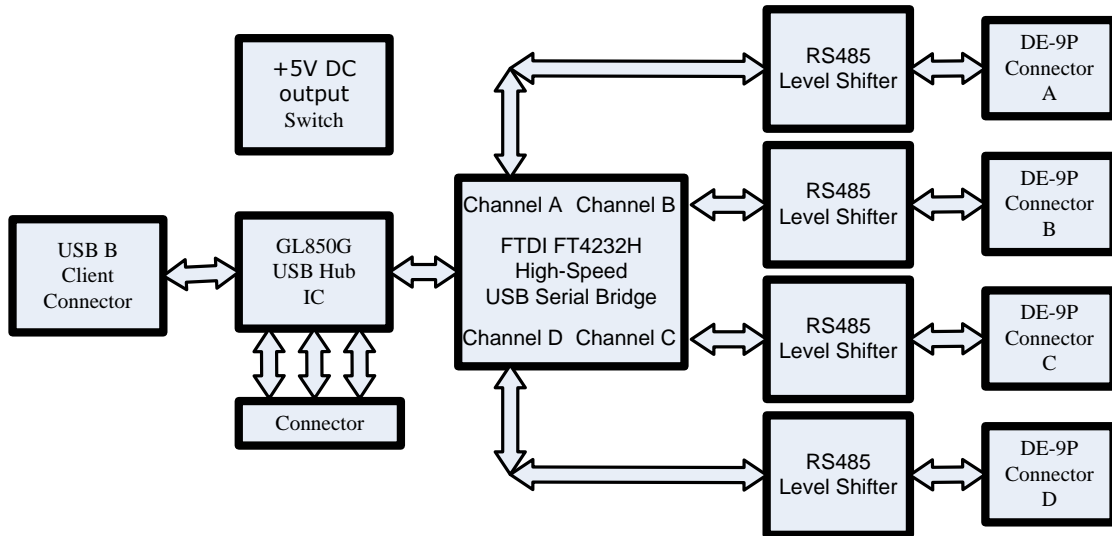 +5V DC
output
Switch
RS485
Level Shifter
DE-9P
Connector
A
RS485
Level Shifter
DE-9P
Connector
B
USB B
Client
Connector
GL850G
USB Hub
IC
Channel A Channel B
FTDI FT4232H
High-Speed
USB Serial Bridge
Channel D Channel C
RS485
Level Shifter
DE-9P
Connector
C
Connector
RS485
Level Shifter
DE-9P
Connector
D